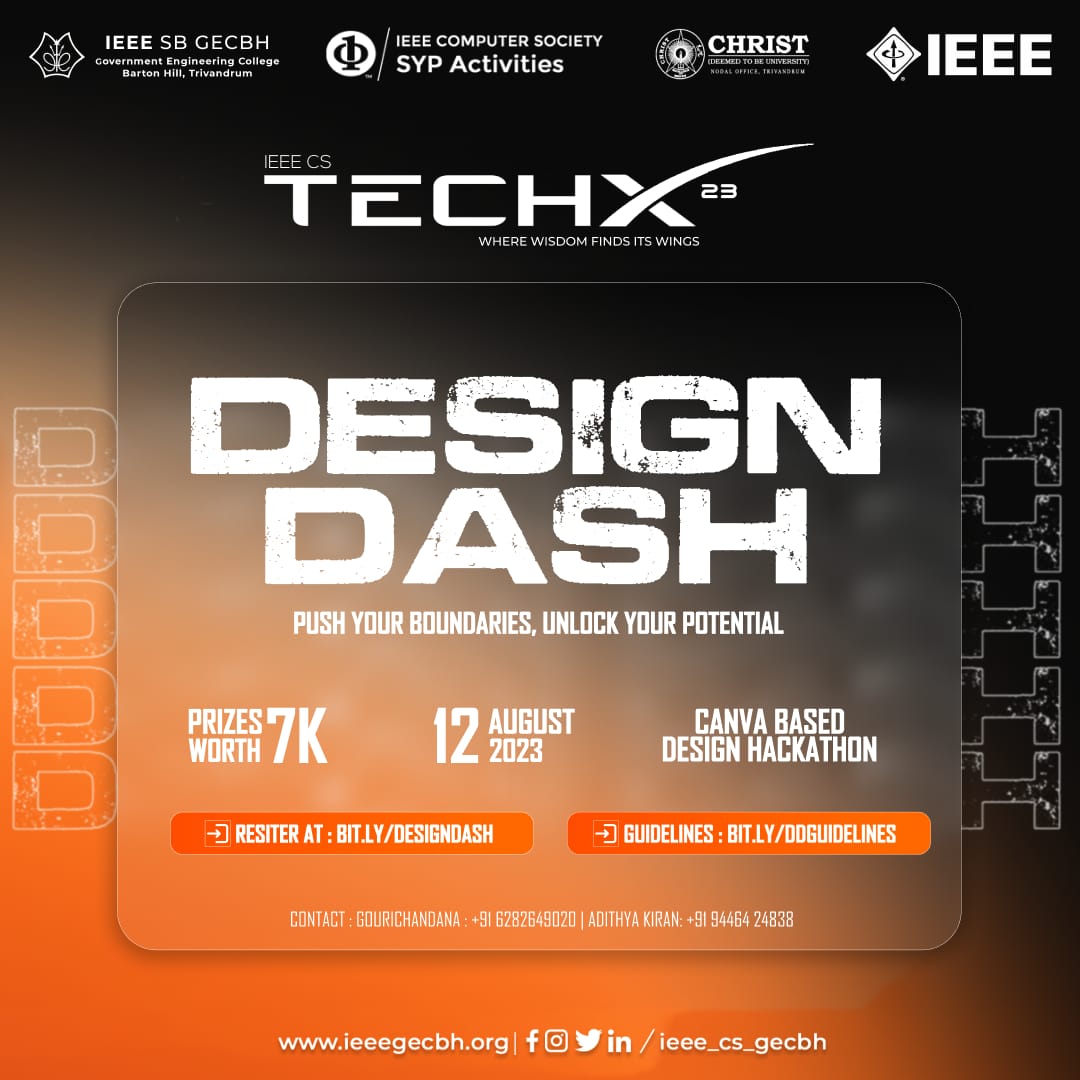 IEEE SB GECBH
Government Engineering College
Barton Hill, Trivandrum
IEEE COMPUTER SOCIETY
SYP Activities
CHRIST
(DEEMED TO BE UNIVERSITY)
NODAL OFFICE, TRIVANDRUM
IEEE
IEEE CS
TECHX 23
WHERE WISDOM FINDS ITS WINGS
DESIGN
DASH
PUSH YOUR BOUNDARIES, UNLOCK YOUR POTENTIAL
PRIZES
WORTH 7K
12 AUGUST
2023
CANVA BASED
DESIGN HACKATHON
RESITER AT : BIT.LY/DESIGNDASH
GUIDELINES : BIT.LY/DDGUIDELINES
CONTACT : GOURICHANDANA : +91 6282649020 | ADITHYA KIRAN: +91 94464 24838
www.ieeegecbh.org| / ieee_cs_gecbh
D
D
D
D
D
H
H
H
H
H